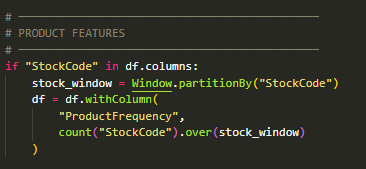 # ──────────────────────────────────────────────
# PRODUCT FEATURES
# ──────────────────────────────────────────────
if "StockCode" in df.columns:
    stock_window = Window.partitionBy("StockCode")
    df = df.withColumn(
        "ProductFrequency",
        count("StockCode").over(stock_window)
    )